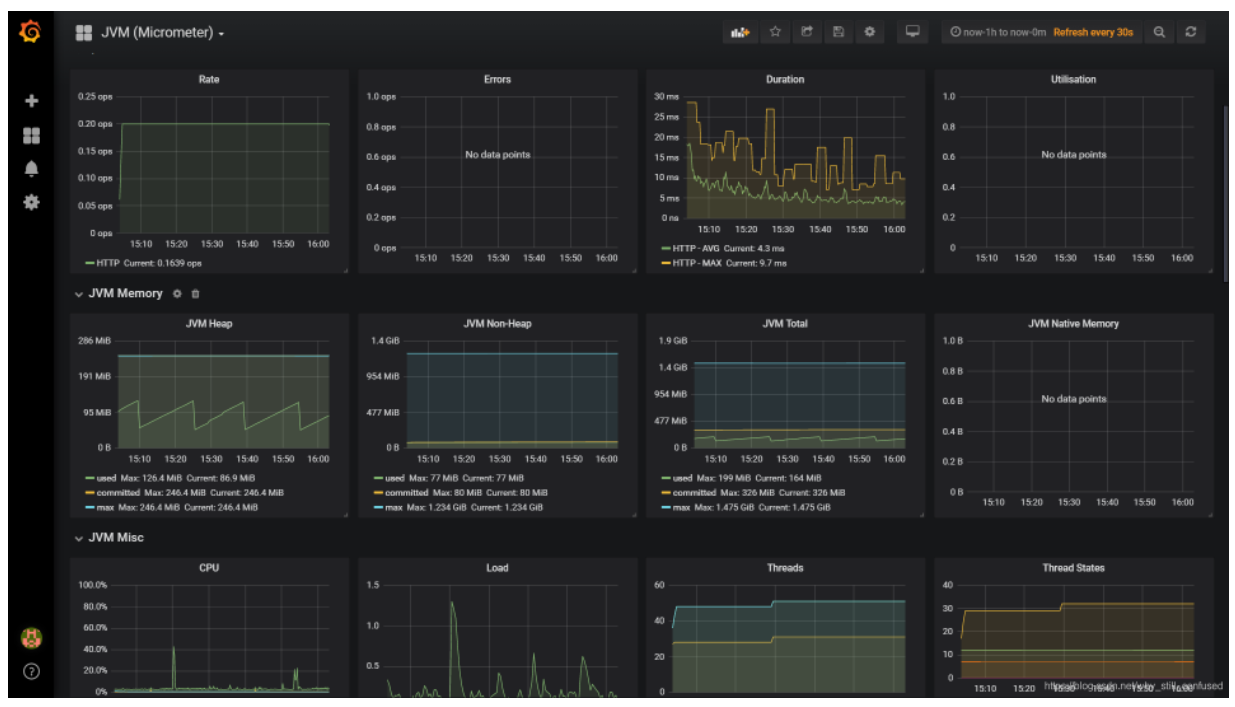 JVM (Micrometer)
now-1h to now-0m Refresh every 30s
Rate
0.25 ops
0.20 ops
0.15 ops
0.10 ops
0.05 ops
0 ops
15:10 15:20 15:30 15:40 15:50 16:00
HTTP Current: 0.1639 ops
Errors
1.0 ops
0.8 ops
0.6 ops
0.4 ops
0.2 ops
0 ops
No data points
15:10 15:20 15:30 15:40 15:50 16:00
Duration
30 ms
25 ms
20 ms
15 ms
10 ms
5 ms
0 ns
15:10 15:20 15:30 15:40 15:50 16:00
HTTP - AVG Current: 4.3 ms
HTTP - MAX Current: 9.7 ms
Utilisation
1.0
0.8
0.6
0.4
0.2
0
No data points
15:10 15:20 15:30 15:40 15:50 16:00
JVM Memory
JVM Heap
286 MiB
191 MiB
95 MiB
0 B
15:10 15:20 15:30 15:40 15:50 16:00
used Max: 126.4 MiB Current: 86.9 MiB
committed Max: 246.4 MiB Current: 246.4 MiB
max Max: 246.4 MiB Current: 246.4 MiB
JVM Non-Heap
1.4 GiB
954 MiB
477 MiB
0 B
15:10 15:20 15:30 15:40 15:50 16:00
used Max: 77 MiB Current: 77 MiB
committed Max: 80 MiB Current: 80 MiB
max Max: 1.234 GiB Current: 1.234 GiB
JVM Total
1.9 GiB
1.4 GiB
954 MiB
477 MiB
0 B
15:10 15:20 15:30 15:40 15:50 16:00
used Max: 199 MiB Current: 164 MiB
committed Max: 326 MiB Current: 326 MiB
max Max: 1.475 GiB Current: 1.475 GiB
JVM Native Memory
1.0 B
0.8 B
0.6 B
0.4 B
0.2 B
0 B
No data points
15:10 15:20 15:30 15:40 15:50 16:00
JVM Misc
CPU
100.0%
80.0%
60.0%
40.0%
20.0%
0%
Load
1.5
1.0
0.5
Threads
60
40
20
0
Thread States
40
30
20
10
0
15:10 15:20 15:30 15:40 15:50 16:00
https://blog.csdn.net/why_still_confused